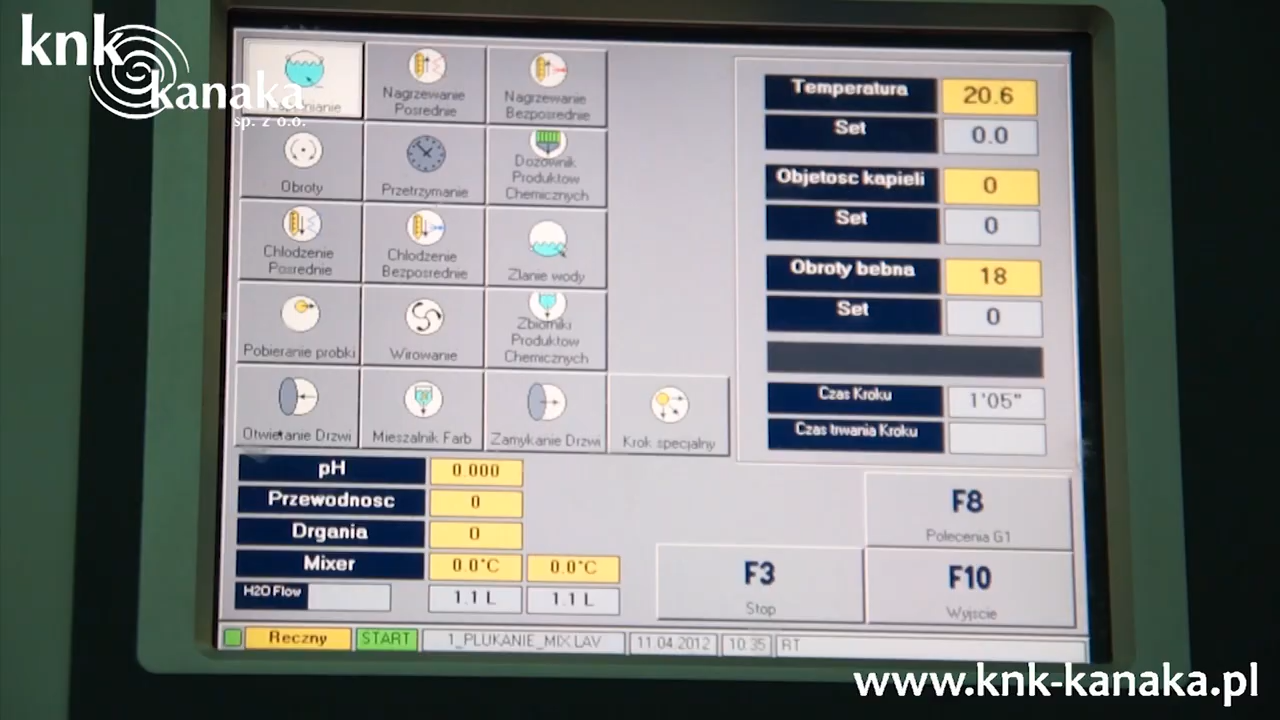 knk
kanaka
sp. z o.o.
Nagrzewanie
Posrednie
Nagrzewanie
Bezposrednie
Obroty
Przetrzymanie
Dozownik
Produktow
Chemicznych
Chlodzenie
Posrednie
Chlodzenie
Bezposrednie
Zlanie wody
Pobieranie probki
Wirowanie
Zbiorniki
Produktow
Chemicznych
Otwieranie Drzwi
Mieszalnik Farb
Zamykanie Drzwi
Krok specjalny
Temperatura 20.6
Set 0.0
Objetosc kapieli 0
Set 0
Obroty bebna 18
Set 0
Czas Kroku 1'05"
Czas trwania Kroku
pH 0.000
Przewodnosc 0
Drgania 0
Mixer 0.0°C 0.0°C
H2O Flow 1.1 L 1.1 L
F8
Polecenia G1
F3
Stop
F10
Wyjscie
Reczny START 1_PLUKANIE_MIX.LAV 11.04.2012 10:35 RT
www.knk-kanaka.pl